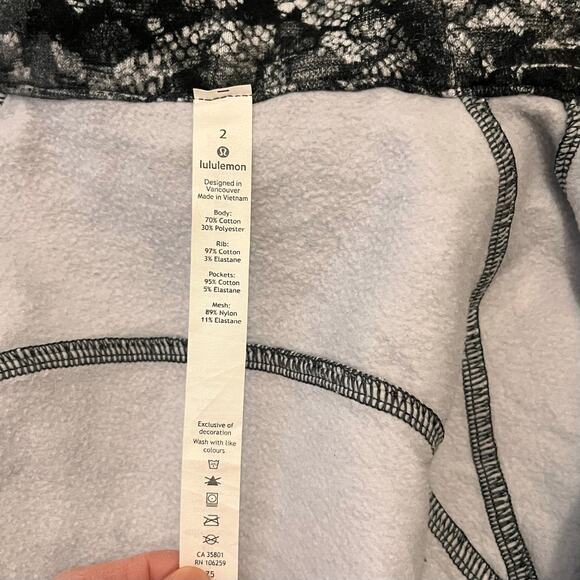 2
lululemon
Designed in
Vancouver
Made in Vietnam
Body:
70% Cotton
30% Polyester
Rib:
97% Cotton
3% Elastane
Pockets:
95% Cotton
5% Elastane
Mesh:
89% Nylon
11% Elastane
Exclusive of
decoration
Wash with like
colours
CA 35801
RN 106259